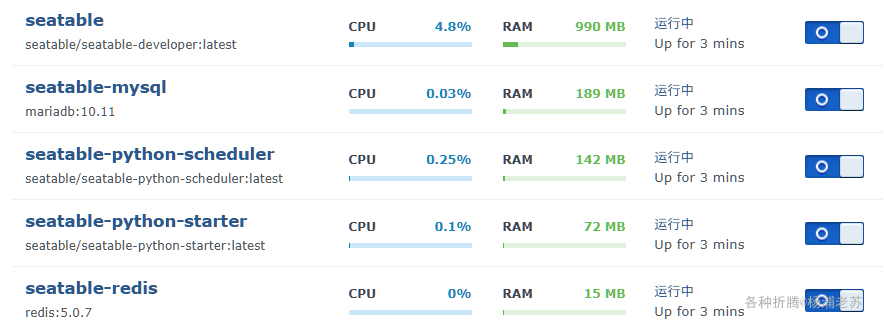 seatable
CPU 4.8% RAM 990 MB 运行中
seatable/seatable-developer:latest Up for 3 mins
seatable-mysql
CPU 0.03% RAM 189 MB 运行中
mariadb:10.11 Up for 3 mins
seatable-python-scheduler
CPU 0.25% RAM 142 MB 运行中
seatable/seatable-python-scheduler:latest Up for 3 mins
seatable-python-starter
CPU 0.1% RAM 72 MB 运行中
seatable/seatable-python-starter:latest Up for 3 mins
seatable-redis
CPU 0% RAM 15 MB 运行中
redis:5.0.7 Up for 3 mins
各种折腾@杨浦老苏